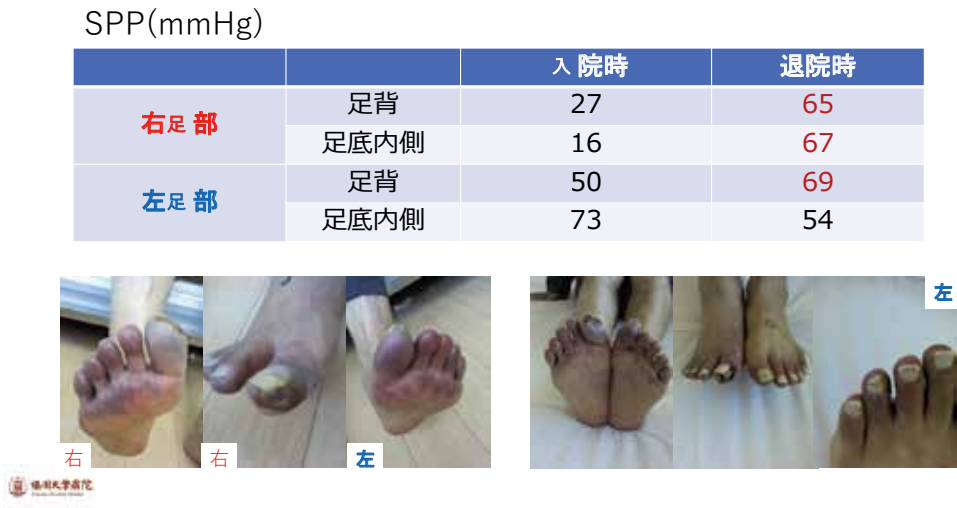 SPP(mmHg)
入院時 退院時
右足部 足背 27 65
足底内側 16 67
左足部 足背 50 69
足底内側 73 54
左
右 右 左